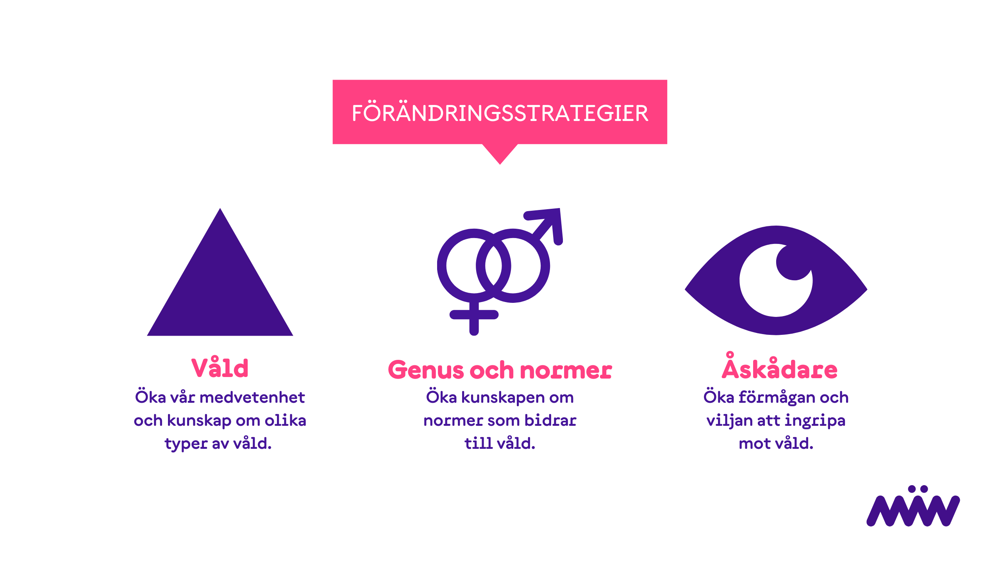 FÖRÄNDRINGSSTRATEGIER
Våld
Öka vår medvetenhet
och kunskap om olika
typer av våld.
Genus och normer
Öka kunskapen om
normer som bidrar
till våld.
Åskådare
Öka förmågan och
viljan att ingripa
mot våld.
MÄN